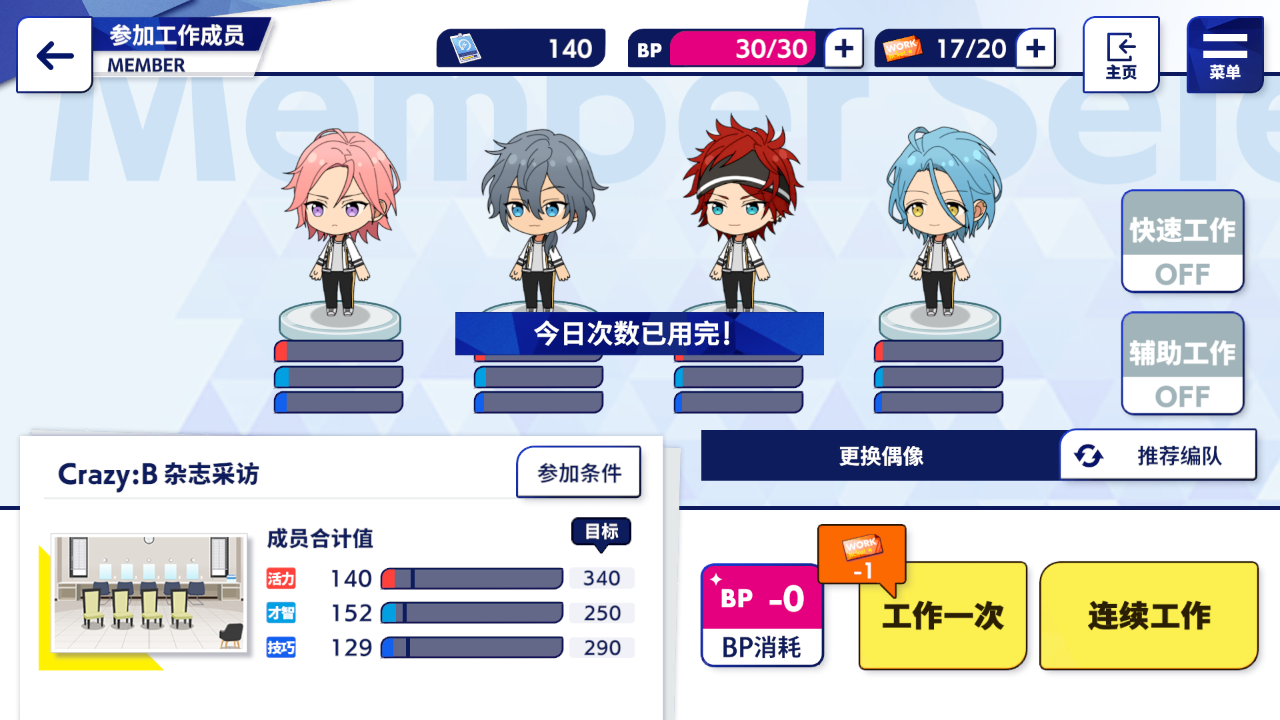 参加工作成员
MEMBER
140
BP 30/30 +
WORK 17/20 +
主页
菜单
Member Sele
快速工作
OFF
今日次数已用完！
辅助工作
OFF
更换偶像
推荐编队
Crazy:B 杂志采访
参加条件
成员合计值
目标
活力 140 340
才智 152 250
技巧 129 290
WORK
-1
BP -0
BP消耗
工作一次
连续工作